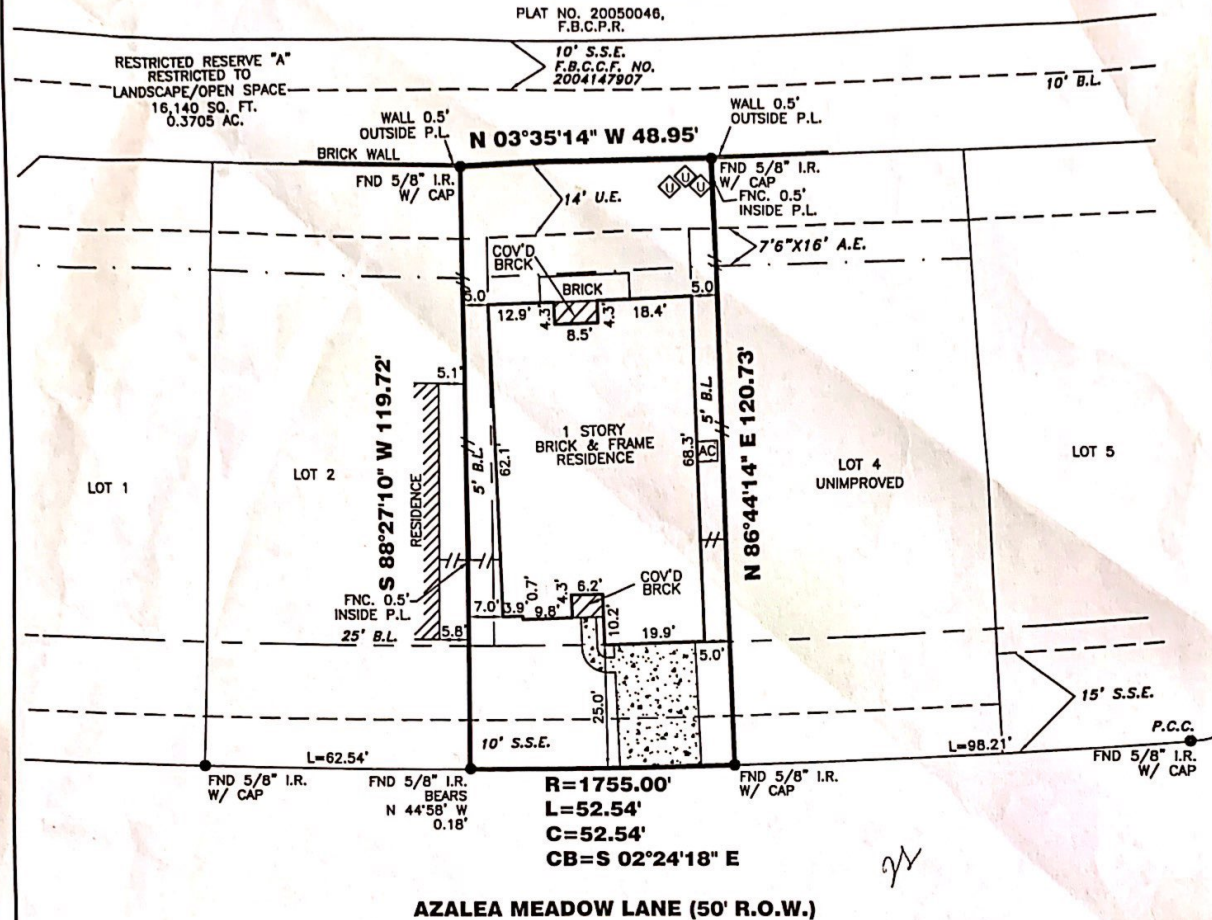 PLAT NO. 20050046,
F.B.C.P.R.
RESTRICTED RESERVE "A"
RESTRICTED TO
LANDSCAPE/OPEN SPACE
16,140 SQ. FT.
0.3705 AC.
10' S.S.E.
F.B.C.C.F. NO.
2004147907
10' B.L.
WALL 0.5'
OUTSIDE P.L.
N 03°35'14" W 48.95'
WALL 0.5'
OUTSIDE P.L.
BRICK WALL
FND 5/8" I.R.
W/ CAP
14' U.E.
U
U
U
FND 5/8" I.R.
W/ CAP
FNC. 0.5'
INSIDE P.L.
7'6"X16' A.E.
COV'D
BRCK
BRICK
5.0'
12.9'
4.3'
8.5'
4.3'
18.4'
5.0
S 88°27'10" W 119.72'
5.1'
RESIDENCE
5' B.L.
62.1'
1 STORY
BRICK & FRAME
RESIDENCE
68.3'
5' B.L.
AC
N 86°44'14" E 120.73'
LOT 1
LOT 2
LOT 4
UNIMPROVED
LOT 5
FNC. 0.5'
INSIDE P.L.
25' B.L.
5.8'
7.0'
3.9'
0.7'
9.8'
4.3'
6.2'
COV'D
BRCK
10.2'
19.9'
5.0'
25.0'
10' S.S.E.
15' S.S.E.
P.C.C.
L=62.54'
L=98.21'
FND 5/8" I.R.
W/ CAP
FND 5/8" I.R.
BEARS
N 44°58' W
0.18'
R=1755.00'
L=52.54'
C=52.54'
CB=S 02°24'18" E
FND 5/8" I.R.
W/ CAP
FND 5/8" I.R.
W/ CAP
AZALEA MEADOW LANE (50' R.O.W.)